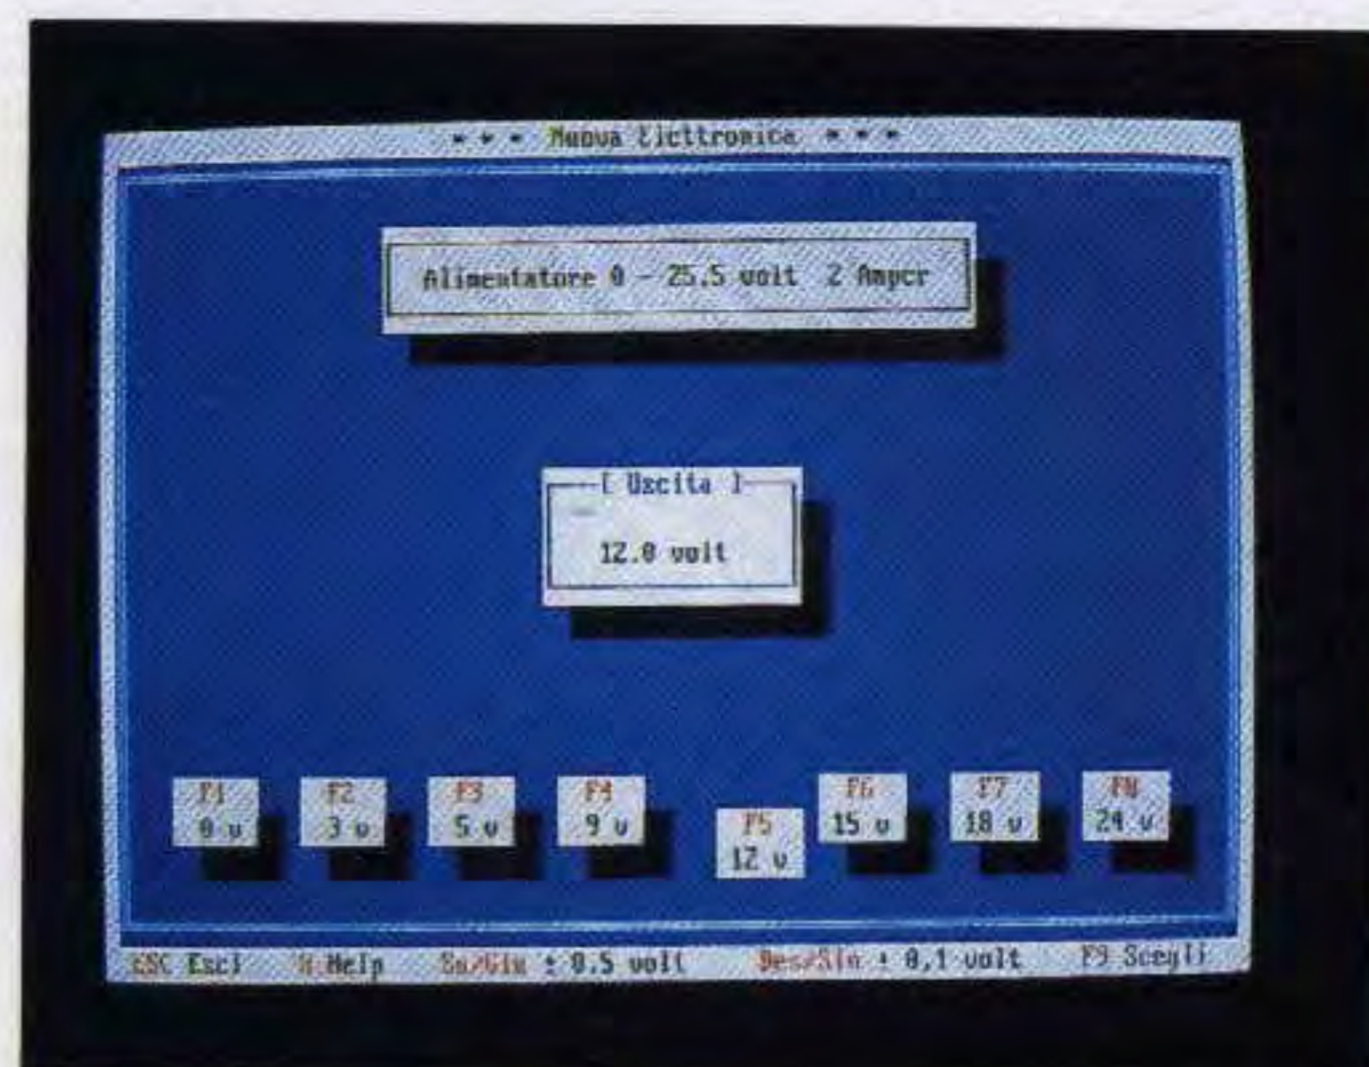 Nuova Elettronica
Alimentatore 0 - 25.5 volt 2 Amper
[ Uscita ]
12.0 volt
F1 F2 F3 F4 F5 F6 F7 F8
0 v 3 v 5 v 9 v 12 v 15 v 18 v 24 v
ESC Esci H Help Su/Giu ± 0.5 volt Des/Sin ± 0,1 volt F9 Scegli